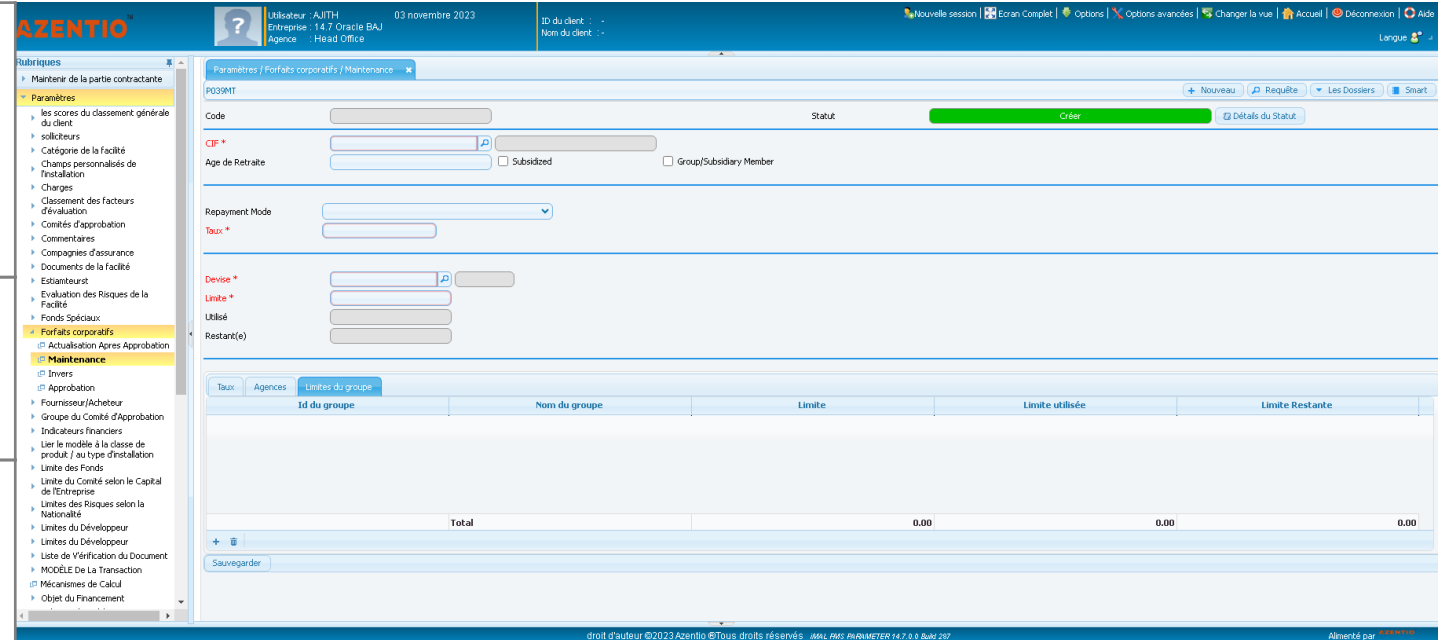 AZENTIO™
Utilisateur : AJITH 03 novembre 2023
Entreprise : 14.7 Oracle BAJ
Agence : Head Office
ID du client : -
Nom du client : -
Nouvelle session | Ecran Complet | Options | Options avancées | Changer la vue | Accueil | Déconnexion | Aide
Langue
Rubriques
Maintenir de la partie contractante
Paramètres
les scores du classement générale
du client
solliciteurs
Catégorie de la facilité
Champs personnalisés de
l'installation
Charges
Classement des facteurs
d'évaluation
Comités d'approbation
Commentaires
Compagnies d'assurance
Documents de la facilité
Estiamteurst
Evaluation des Risques de la
Facilité
Fonds Spéciaux
Forfaits corporatifs
Actualisation Apres Approbation
Maintenance
Invers
Approbation
Fournisseur/Acheteur
Groupe du Comité d'Approbation
Indicateurs financiers
Lier le modèle à la classe de
produit / au type d'installation
Limite des Fonds
Limite du Comité selon le Capital
de l'Entreprise
Limites des Risques selon la
Nationalité
Limites du Développeur
Limites du Développeur
Liste de Vérification du Document
MODÈLE De La Transaction
Mécanismes de Calcul
Objet du Financement
Paramètres / Forfaits corporatifs / Maintenance
P039MT
Nouveau Requête Les Dossiers Smart
Code Statut Créer Détails du Statut
CIF *
Age de Retraite Subsidized Group/Subsidiary Member
Repayment Mode
Taux *
Devise *
Limite *
Utilisé
Restant(e)
Taux Agences Limites du groupe
Id du groupe Nom du groupe Limite Limite utilisée Limite Restante
Total 0.00 0.00 0.00
Sauvegarder
droit d'auteur ©2023 Azentio ®Tous droits réservés IMAL FMS PARAMETER 14.7.0.0 Build 287
Alimenté par AZENTIO